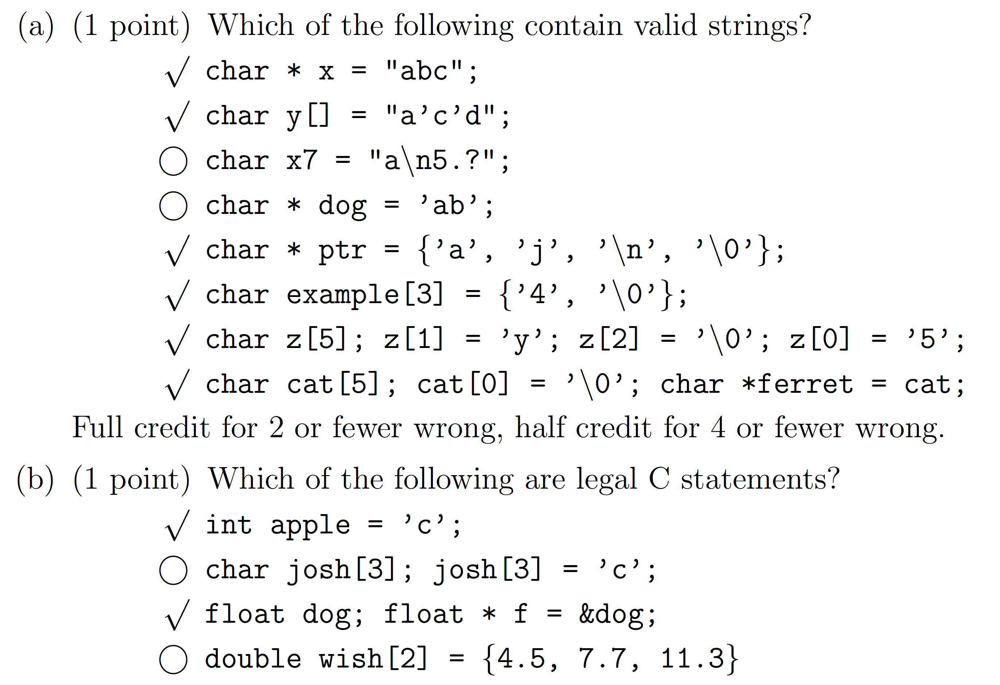 (a) (1 point) Which of the following contain valid strings?
√ char * x = "abc";
√ char y[] = "a’c’d";
○ char x7 = "a\n5.?";
○ char * dog = ’ab’;
√ char * ptr = {’a’, ’j’, ’\n’, ’\0’};
√ char example[3] = {’4’, ’\0’};
√ char z[5]; z[1] = ’y’; z[2] = ’\0’; z[0] = ’5’;
√ char cat[5]; cat[0] = ’\0’; char *ferret = cat;
Full credit for 2 or fewer wrong, half credit for 4 or fewer wrong.
(b) (1 point) Which of the following are legal C statements?
√ int apple = ’c’;
○ char josh[3]; josh[3] = ’c’;
√ float dog; float * f = &dog;
○ double wish[2] = {4.5, 7.7, 11.3}